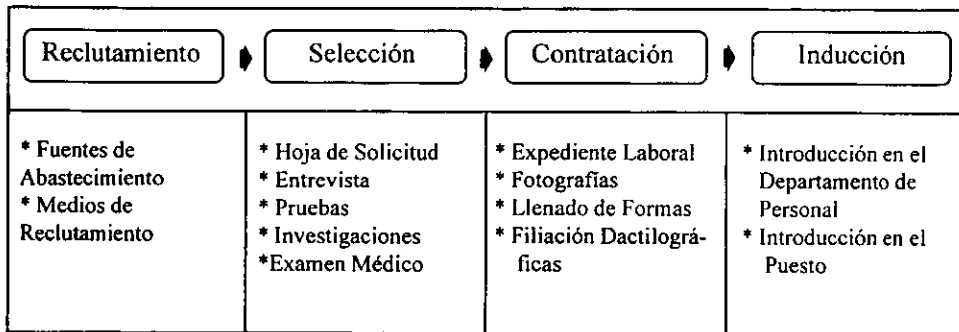 Reclutamiento
Selección
Contratación
Inducción
* Fuentes de
Abastecimiento
* Medios de
Reclutamiento
* Hoja de Solicitud
* Entrevista
* Pruebas
* Investigaciones
*Examen Médico
* Expediente Laboral
* Fotografías
* Llenado de Formas
* Filiación Dactilográ-
ficas
* Introducción en el
Departamento de
Personal
* Introducción en el
Puesto